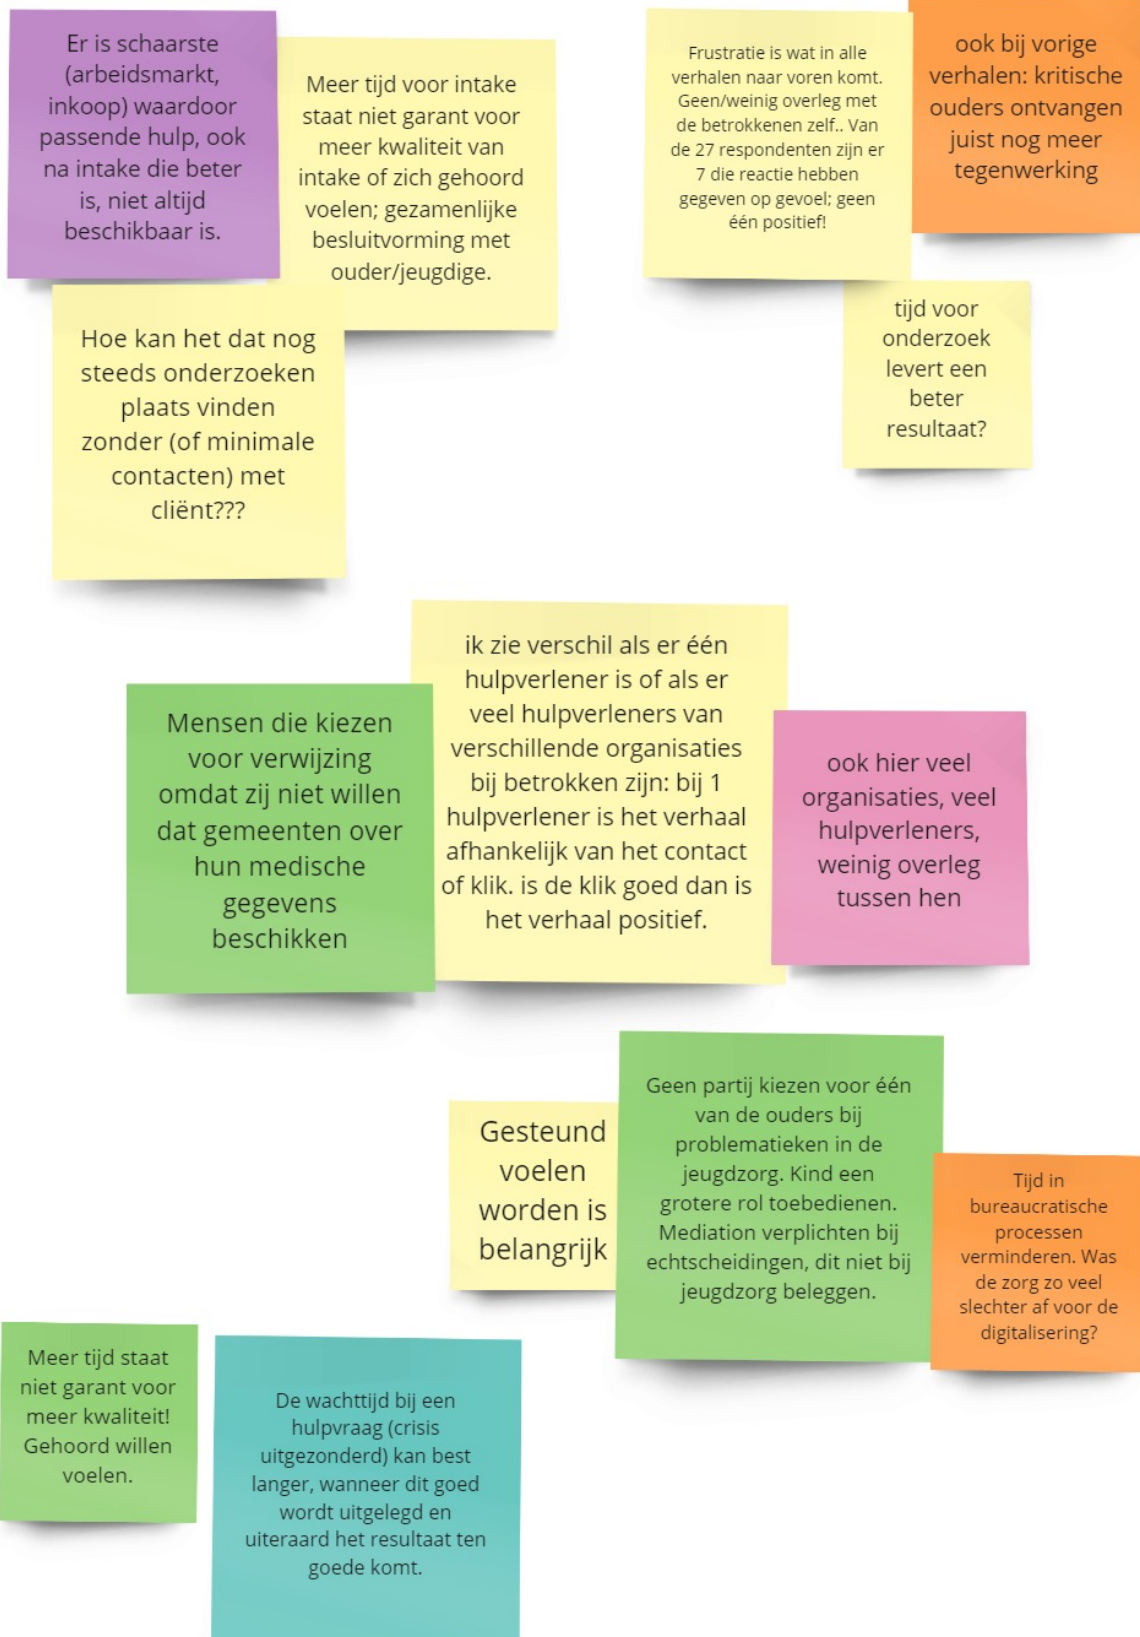 Er is schaarste
(arbeidsmarkt,
inkoop) waardoor
passende hulp, ook
na intake die beter
is, niet altijd
beschikbaar is.
Meer tijd voor intake
staat niet garant voor
meer kwaliteit van
intake of zich gehoord
voelen; gezamenlijke
besluitvorming met
ouder/jeugdige.
Hoe kan het dat nog
steeds onderzoeken
plaats vinden
zonder (of minimale
contacten) met
cliënt???
Frustratie is wat in alle
verhalen naar voren komt.
Geen/weinig overleg met
de betrokkenen zelf.. Van
de 27 respondenten zijn er
7 die reactie hebben
gegeven op gevoel; geen
één positief!
ook bij vorige
verhalen: kritische
ouders ontvangen
juist nog meer
tegenwerking
tijd voor
onderzoek
levert een
beter
resultaat?
Mensen die kiezen
voor verwijzing
omdat zij niet willen
dat gemeenten over
hun medische
gegevens
beschikken
ik zie verschil als er één
hulpverlener is of als er
veel hulpverleners van
verschillende organisaties
bij betrokken zijn: bij 1
hulpverlener is het verhaal
afhankelijk van het contact
of klik. is de klik goed dan is
het verhaal positief.
ook hier veel
organisaties, veel
hulpverleners,
weinig overleg
tussen hen
Gesteund
voelen
worden is
belangrijk
Geen partij kiezen voor één
van de ouders bij
problematieken in de
jeugdzorg. Kind een
grotere rol toebedienen.
Mediation verplichten bij
echtscheidingen, dit niet bij
jeugdzorg beleggen.
Tijd in
bureaucratische
processen
verminderen. Was
de zorg zo veel
slechter af voor de
digitalisering?
Meer tijd staat
niet garant voor
meer kwaliteit!
Gehoord willen
voelen.
De wachttijd bij een
hulpvraag (crisis
uitgezonderd) kan best
langer, wanneer dit goed
wordt uitgelegd en
uiteraard het resultaat ten
goede komt.